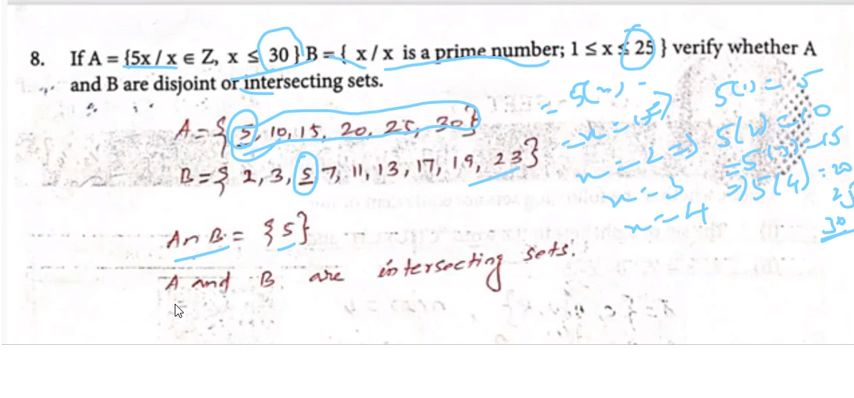 8. If A = {5x / x ∈ Z, x ≤ 30 } B = { x / x is a prime number; 1 ≤ x ≤ 25 } verify whether A
and B are disjoint or intersecting sets.
A = { 5, 10, 15, 20, 25, 30 }
B = { 2, 3, 5, 7, 11, 13, 17, 19, 23 }
A ∩ B = { 5 }
A and B are intersecting sets.
5(1) = 5
5(2) = 10
x = 2 ⇒
= 5(3) = 15
x = 3
⇒ 5(4) = 20
x = 4
25
30